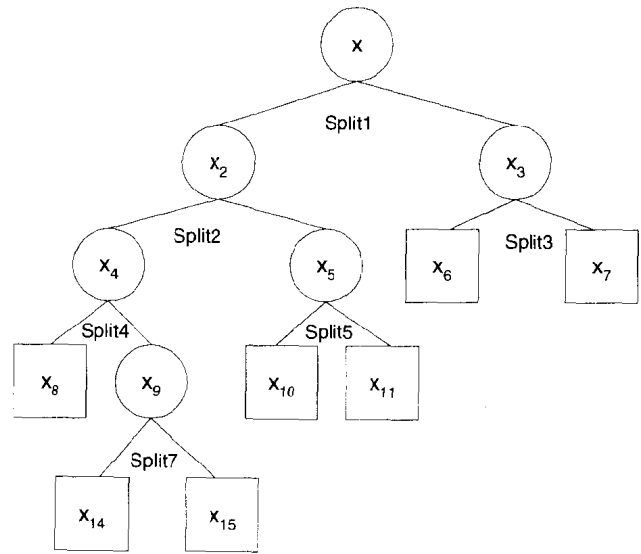 x
Split1
x₂
x₃
Split2
Split3
x₄
x₅
x₆
x₇
Split4
Split5
x₈
x₉
x₁₀
x₁₁
Split7
x₁₄
x₁₅